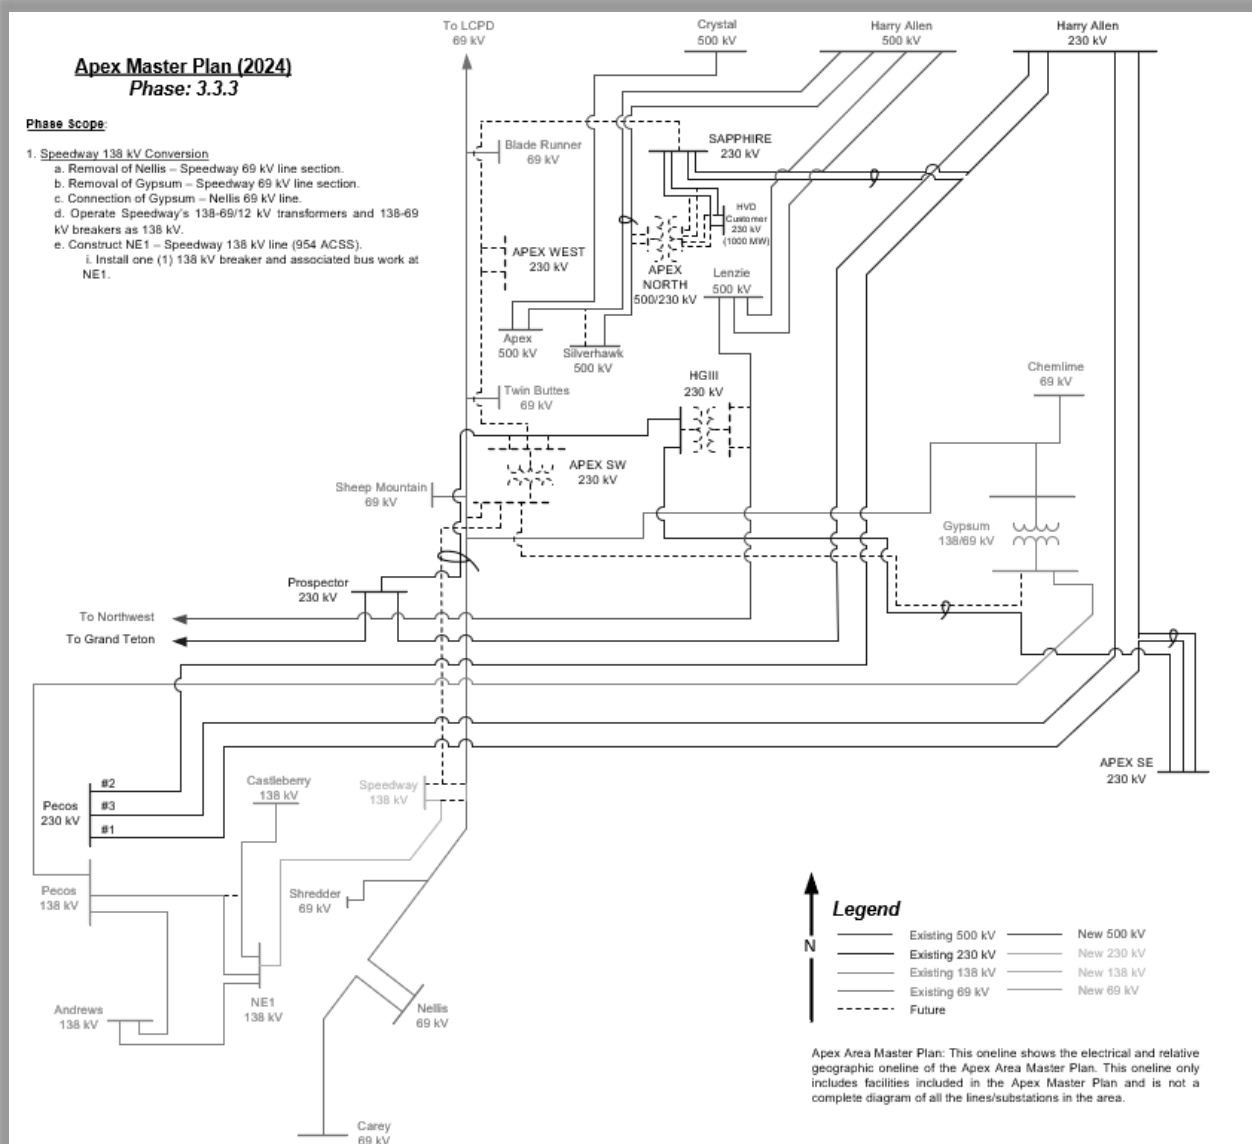 To LCPD
69 kV
Crystal
500 kV
Harry Allen
500 kV
Harry Allen
230 kV
Apex Master Plan (2024)
Phase: 3.3.3
Phase Scope:
1. Speedway 138 kV Conversion
a. Removal of Nellis – Speedway 69 kV line section.
b. Removal of Gypsum – Speedway 69 kV line section.
c. Connection of Gypsum – Nellis 69 kV line.
d. Operate Speedway's 138-69/12 kV transformers and 138-69
kV breakers as 138 kV.
e. Construct NE1 – Speedway 138 kV line (954 ACSS).
i. Install one (1) 138 kV breaker and associated bus work at
NE1.
Blade Runner
69 kV
SAPPHIRE
230 kV
HVD
Customer
230 kV
(1000 MW)
APEX WEST
230 kV
APEX
NORTH
500/230 kV
Lenzie
500 kV
Apex
500 kV
Silverhawk
500 kV
HGIII
230 kV
Chemlime
69 kV
Twin Buttes
69 kV
APEX SW
230 kV
Sheep Mountain
69 kV
Gypsum
138/69 kV
Prospector
230 kV
To Northwest
To Grand Teton
APEX SE
230 kV
Castleberry
138 kV
Speedway
138 kV
#2
#3
#1
Pecos
230 kV
Pecos
138 kV
Shredder
69 kV
NE1
138 kV
Andrews
138 kV
Nellis
69 kV
Carey
69 kV
N
Legend
Existing 500 kV
New 500 kV
Existing 230 kV
New 230 kV
Existing 138 kV
New 138 kV
Existing 69 kV
New 69 kV
Future
Apex Area Master Plan: This oneline shows the electrical and relative
geographic oneline of the Apex Area Master Plan. This oneline only
includes facilities included in the Apex Master Plan and is not a
complete diagram of all the lines/substations in the area.